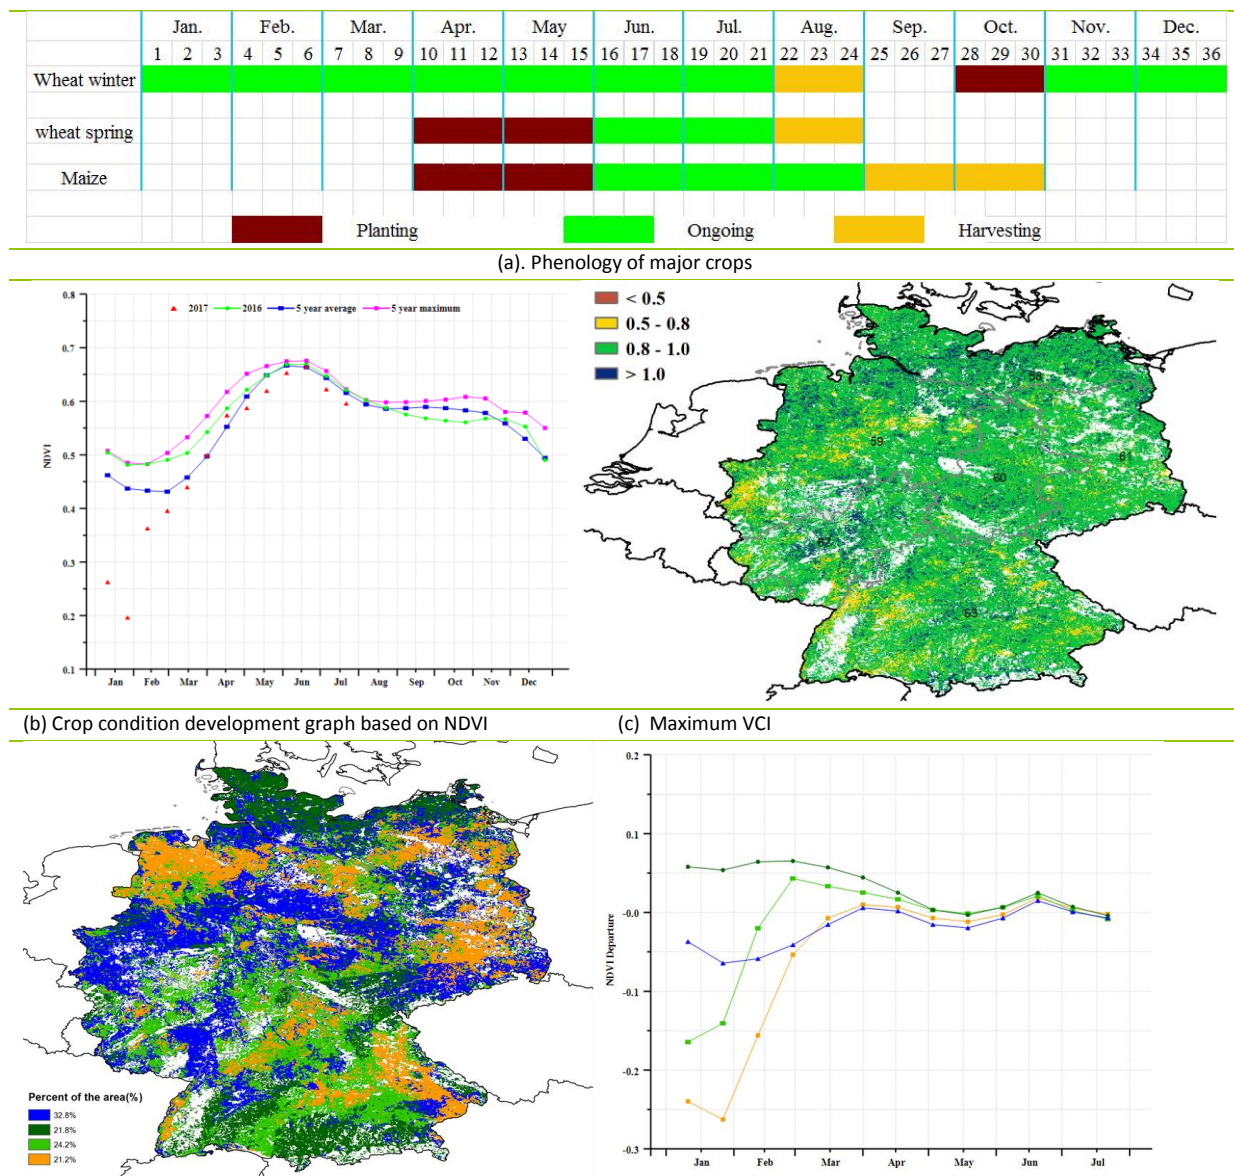 Jan. Feb. Mar. Apr. May Jun. Jul. Aug. Sep. Oct. Nov. Dec.
1 2 3 4 5 6 7 8 9 10 11 12 13 14 15 16 17 18 19 20 21 22 23 24 25 26 27 28 29 30 31 32 33 34 35 36
Wheat winter
wheat spring
Maize
Planting Ongoing Harvesting
(a). Phenology of major crops
0.8
0.7
0.6
0.5
0.4
0.3
0.2
0.1
NDVI
2017 2016 5 year average 5 year maximum
Jan Feb Mar Apr May Jun Jul Aug Sep Oct Nov Dec
< 0.5
0.5 - 0.8
0.8 - 1.0
> 1.0
59
61
60
62
63
(b) Crop condition development graph based on NDVI (c) Maximum VCI
Percent of the area(%)
32.8%
21.8%
24.2%
21.2%
0.2
0.1
-0.0
-0.1
-0.2
-0.3
NDVI Departure
Jan Feb Mar Apr May Jun Jul